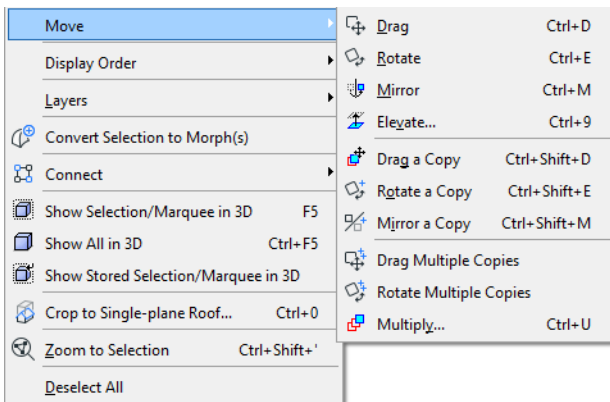 Move
Display Order
Layers
Convert Selection to Morph(s)
Connect
Show Selection/Marquee in 3D F5
Show All in 3D Ctrl+F5
Show Stored Selection/Marquee in 3D
Crop to Single-plane Roof... Ctrl+0
Zoom to Selection Ctrl+Shift+'
Deselect All
Drag Ctrl+D
Rotate Ctrl+E
Mirror Ctrl+M
Elevate... Ctrl+9
Drag a Copy Ctrl+Shift+D
Rotate a Copy Ctrl+Shift+E
Mirror a Copy Ctrl+Shift+M
Drag Multiple Copies
Rotate Multiple Copies
Multiply... Ctrl+U